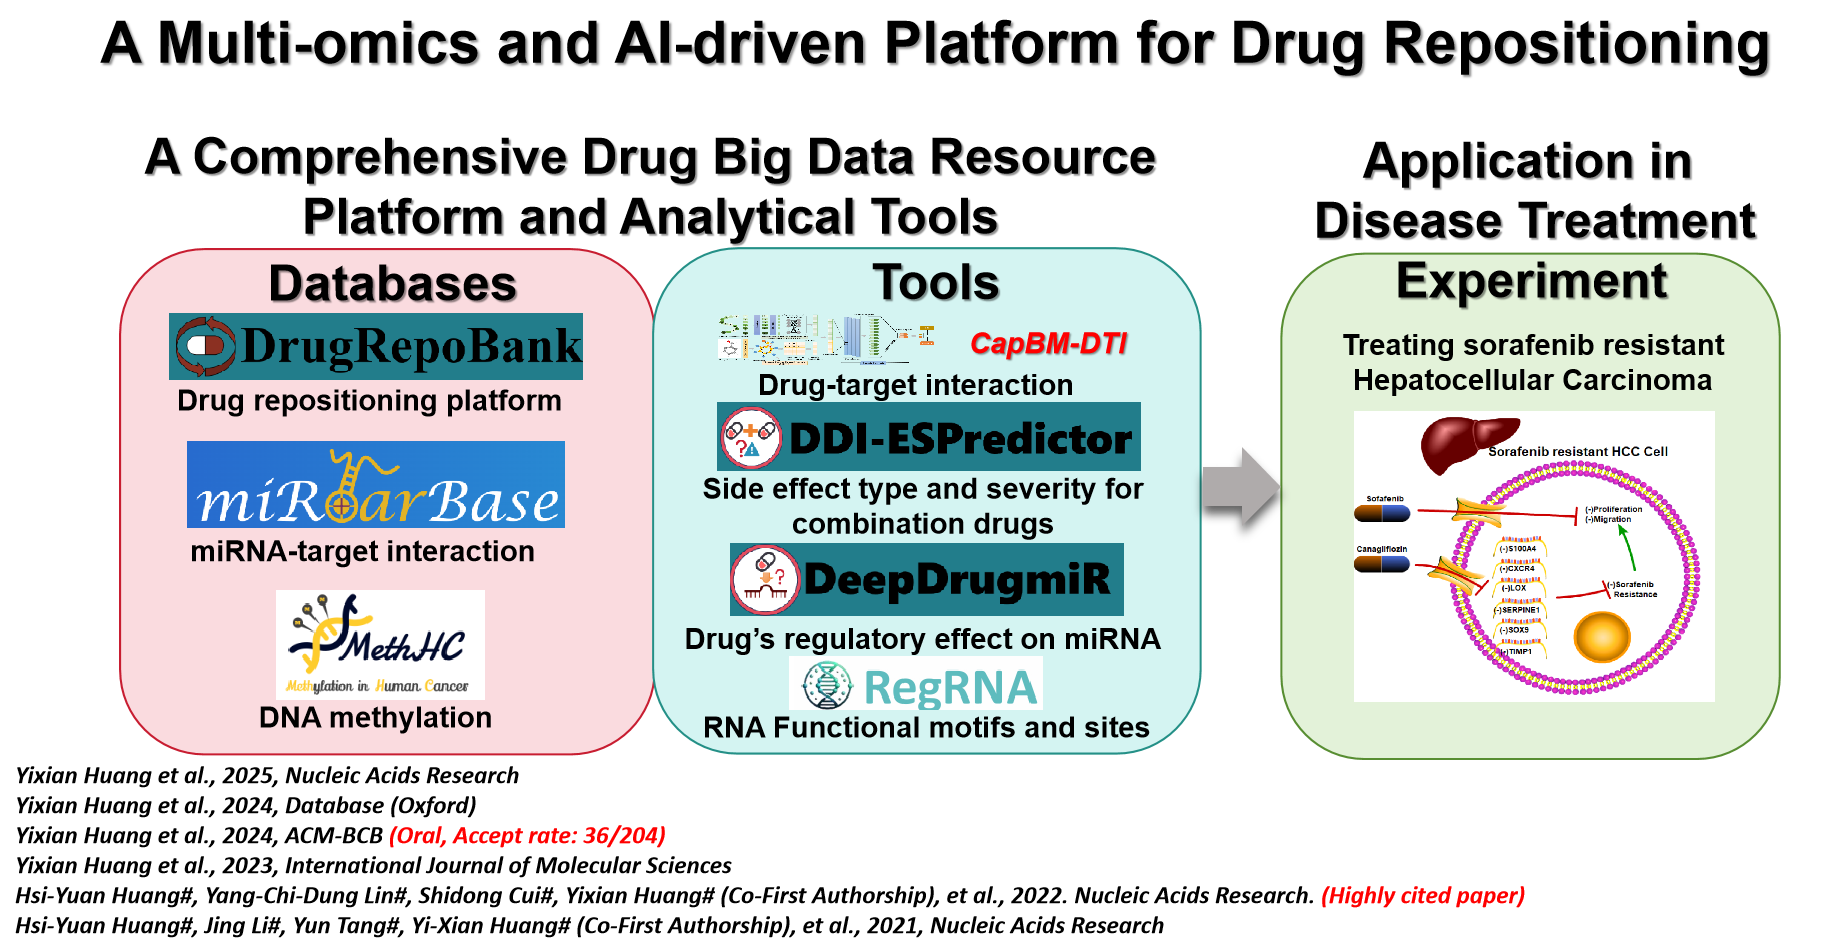 A Multi-omics and AI-driven Platform for Drug Repositioning
A Comprehensive Drug Big Data Resource
Platform and Analytical Tools
Application in
Disease Treatment
Databases
DrugRepoBank
Drug repositioning platform
miRTarBase
miRNA-target interaction
MethHC
Methylation in Human Cancer
DNA methylation
Tools
CapBM-DTI
Drug-target interaction
DDI-ESPredictor
Side effect type and severity for
combination drugs
DeepDrugmiR
Drug's regulatory effect on miRNA
RegRNA
RNA Functional motifs and sites
Experiment
Treating sorafenib resistant
Hepatocellular Carcinoma
Sorafenib resistant HCC Cell
Sofafenib
(-)Proliferation
(-)Migration
Canagliflozin
(-)S100A4
(-)CXCR4
(-)LOX
(-)SERPINE1
(-)SOX9
(-)TIMP1
(-)Sorafenib
Resistance
Yixian Huang et al., 2025, Nucleic Acids Research
Yixian Huang et al., 2024, Database (Oxford)
Yixian Huang et al., 2024, ACM-BCB (Oral, Accept rate: 36/204)
Yixian Huang et al., 2023, International Journal of Molecular Sciences
Hsi-Yuan Huang#, Yang-Chi-Dung Lin#, Shidong Cui#, Yixian Huang# (Co-First Authorship), et al., 2022. Nucleic Acids Research. (Highly cited paper)
Hsi-Yuan Huang#, Jing Li#, Yun Tang#, Yi-Xian Huang# (Co-First Authorship), et al., 2021, Nucleic Acids Research